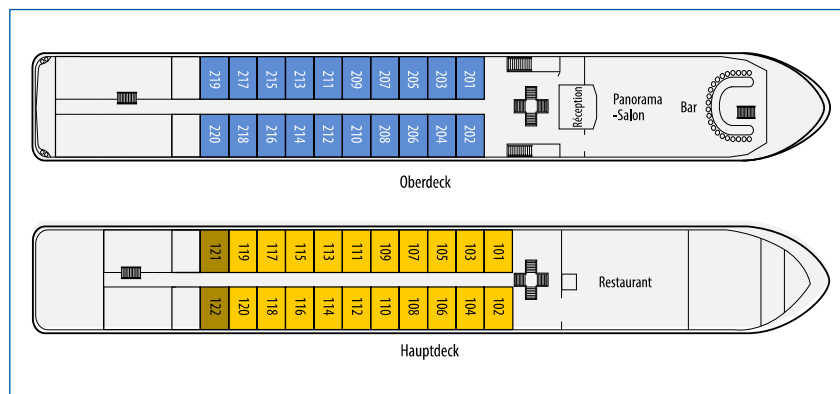 219 217 215 213 211 209 207 205 203 201
Réception
Panorama
-Salon
Bar
220 218 216 214 212 210 208 206 204 202
Oberdeck
121 119 117 115 113 111 109 107 105 103 101
Restaurant
122 120 118 116 114 112 110 108 106 104 102
Hauptdeck